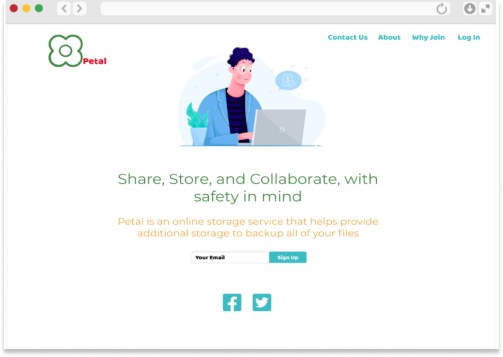 Contact Us About Why Join Log In
Petal
Share, Store, and Collaborate, with
safety in mind
Petal is an online storage service that helps provide
additional storage to backup all of your files
Your Email Sign Up